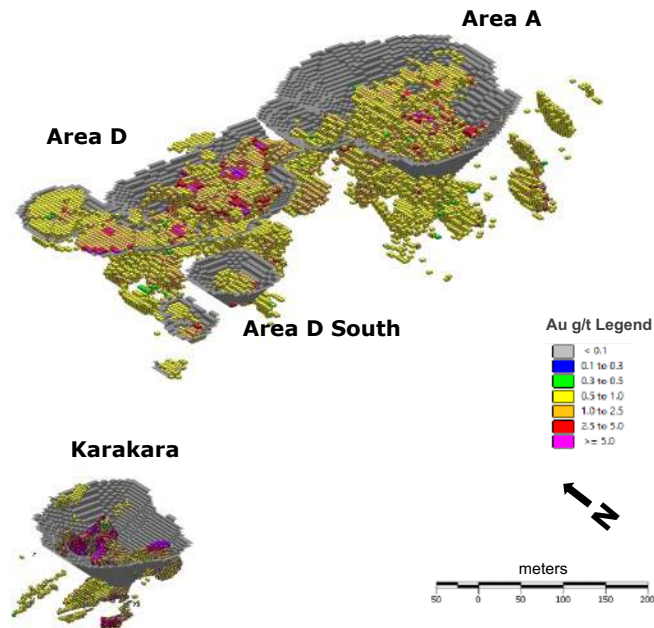 Area A
Area D
Area D South
Au g/t Legend
< 0.1
0.1 to 0.3
0.3 to 0.5
0.5 to 1.0
1.0 to 2.5
2.5 to 5.0
>= 5.0
Karakara
N
meters
50 0 50 100 150 200